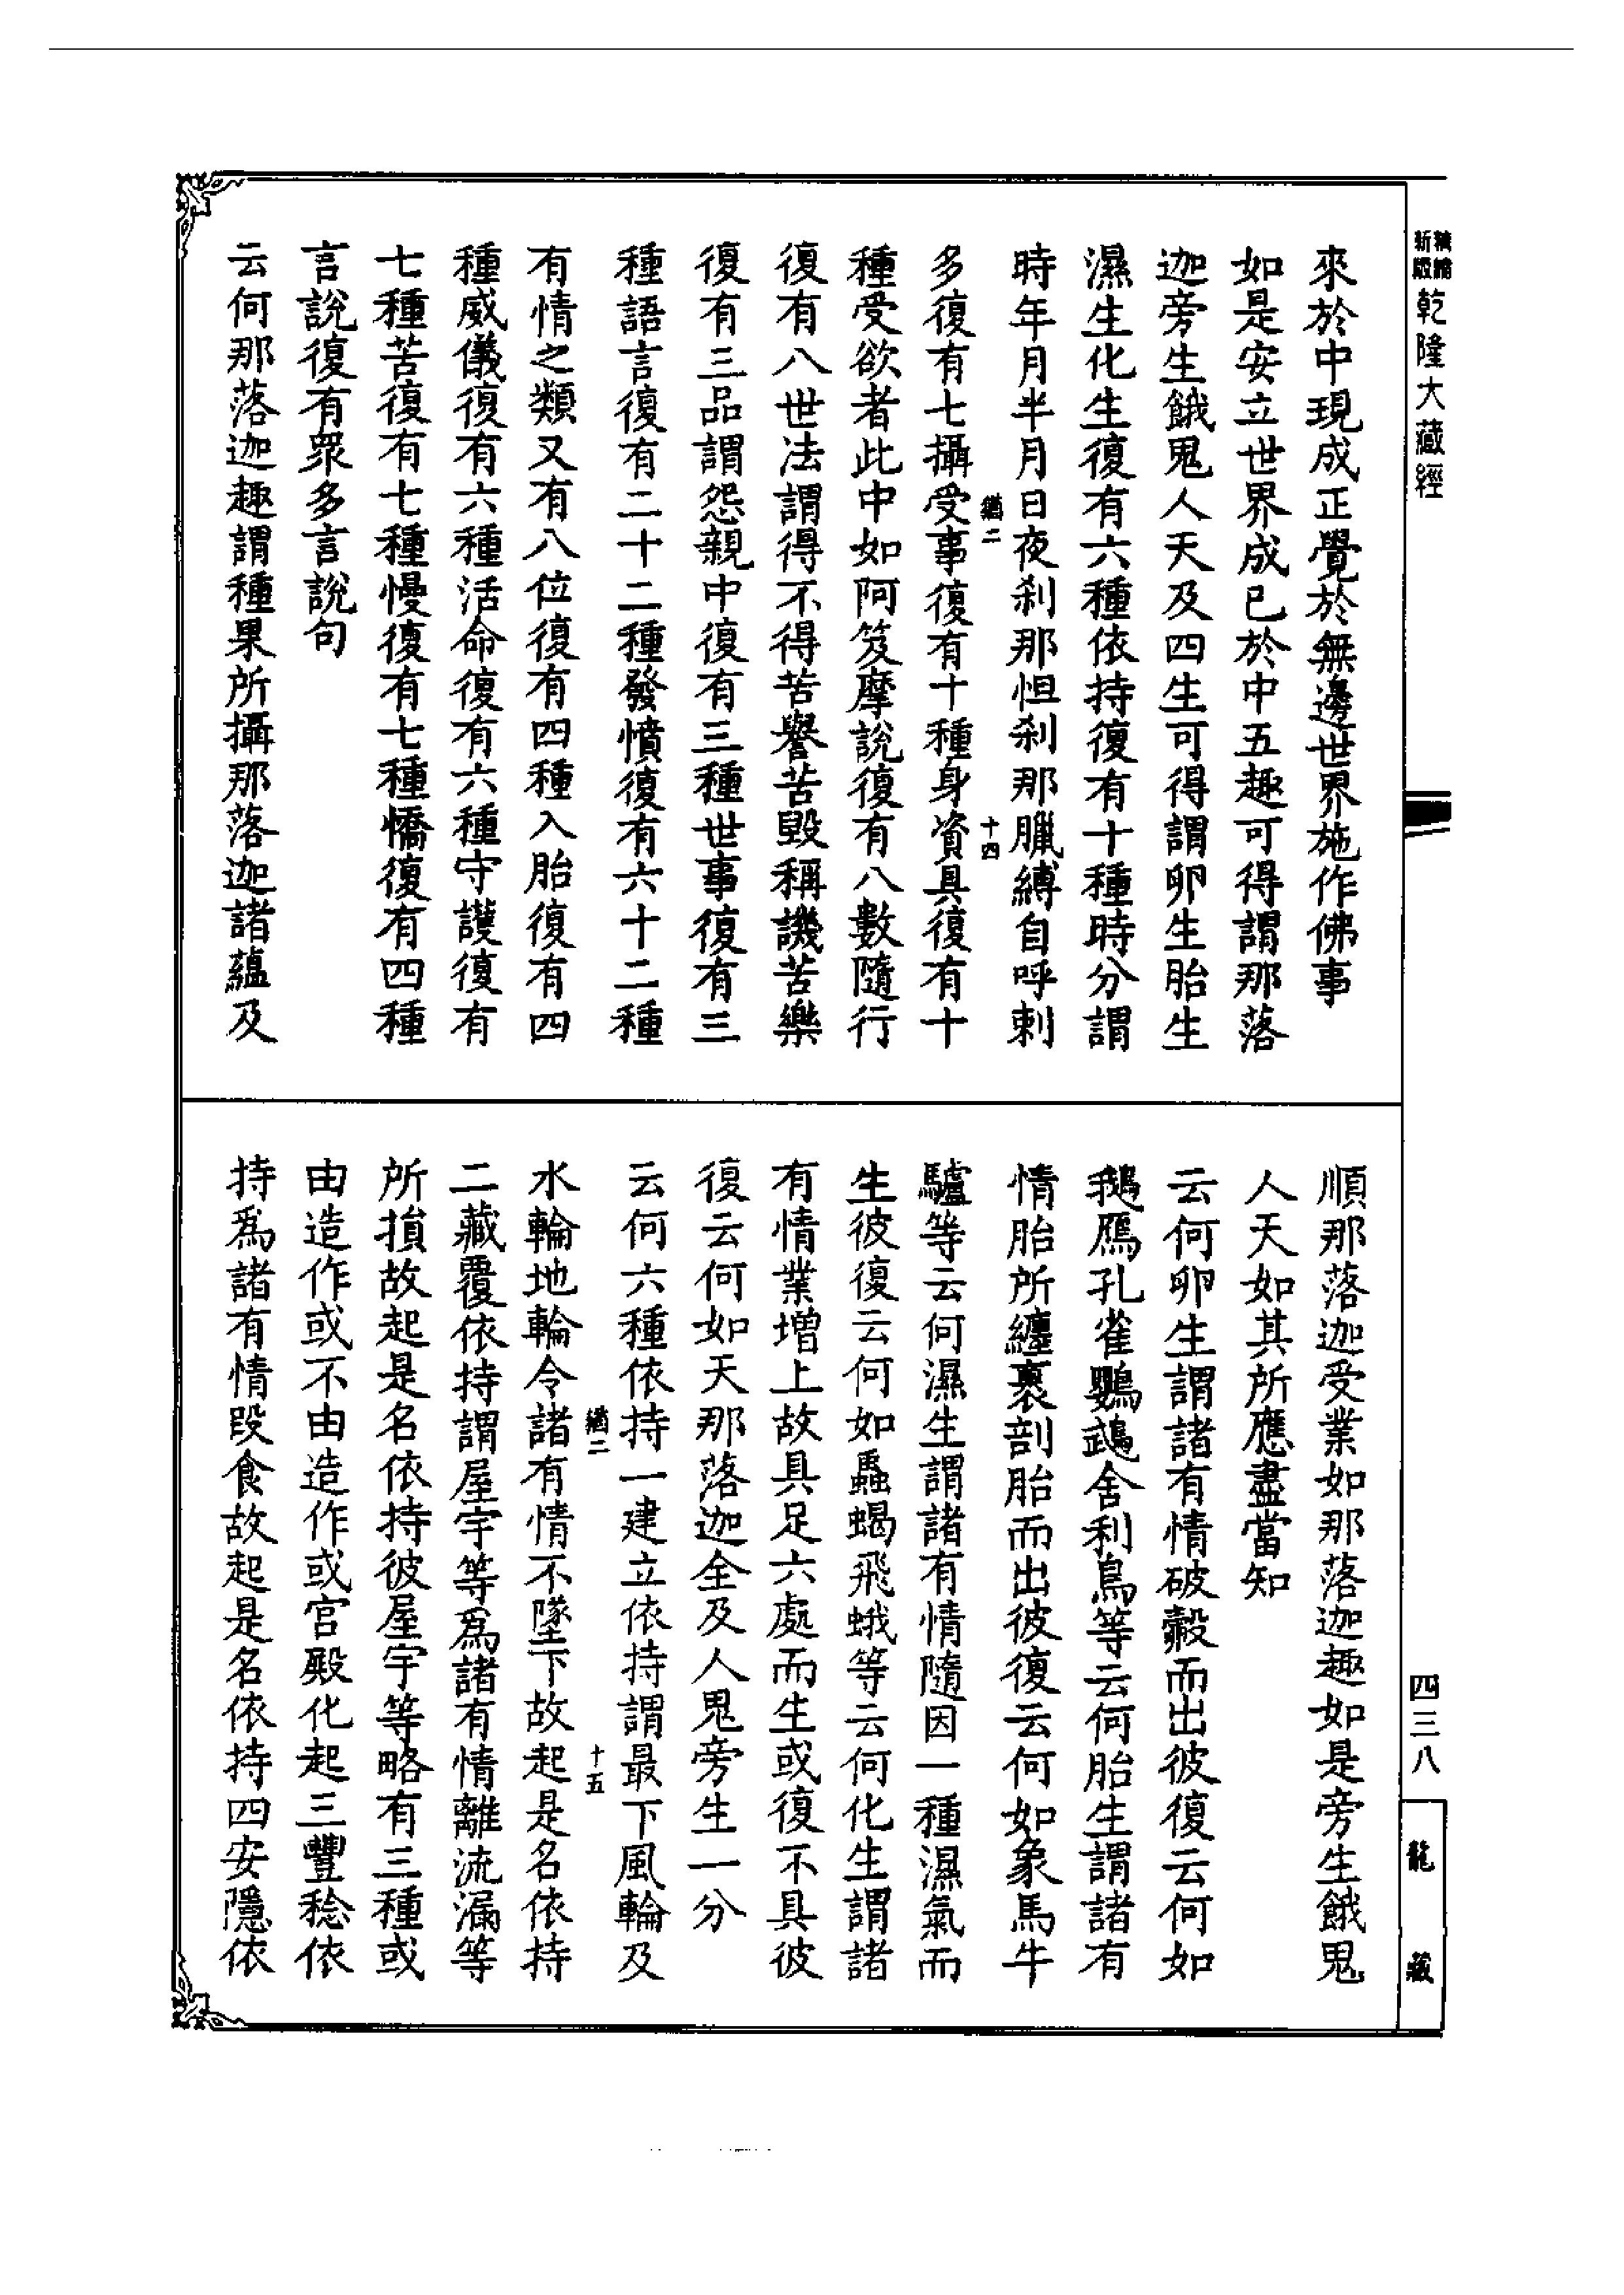 新版
乾隆大藏經
來於中現成正覺於無邊世界施作佛事
如是安立世界成已於中五趣可得謂那落
迦旁生餓鬼人天及四生可得謂卵生胎生
濕生化生復有六種依持復有十種時分謂
時年月半月日夜刹那怛刹那臘縛自呼剌
猶二
十四
多復有七攝受事復有十種身資具復有十
種受欲者此中如阿笈摩說復有八數隨行
復有八世法謂得不得苦譽苦毀稱譏苦樂
復有三品謂怨親中復有三種世事復有三
種語言復有二十二種發憤復有六十二種
有情之類又有八位復有四種入胎復有四
種威儀復有六種活命復有六種守護復有
七種苦復有七種慢復有七種憍復有四種
言說復有眾多言說句
云何那落迦趣謂種果所攝那落迦諸蘊及
順那落迦受業如那落迦趣如是旁生餓鬼
人天如其所應盡當知
云何卵生謂諸有情破㲉而出彼復云何如
鵝鴈孔雀鸚鵡舍利鳥等云何胎生謂諸有
情胎所纏裹剖胎而出彼復云何如象馬牛
驢等云何濕生謂諸有情隨因一種濕氣而
生彼復云何如蟲蝎飛蛾等云何化生謂諸
有情業增上故具足六處而生或復不具彼
復云何如天那落迦全及人鬼旁生一分
云何六種依持一建立依持謂最下風輪及
猶二
十五
水輪地輪令諸有情不墜下故起是名依持
二藏覆依持謂屋宇等為諸有情離流漏等
所損故起是名依持彼屋宇等略有三種或
由造作或不由造作或宮殿化起三豐稔依
持為諸有情段食故起是名依持四安隱依
四三八
龍藏